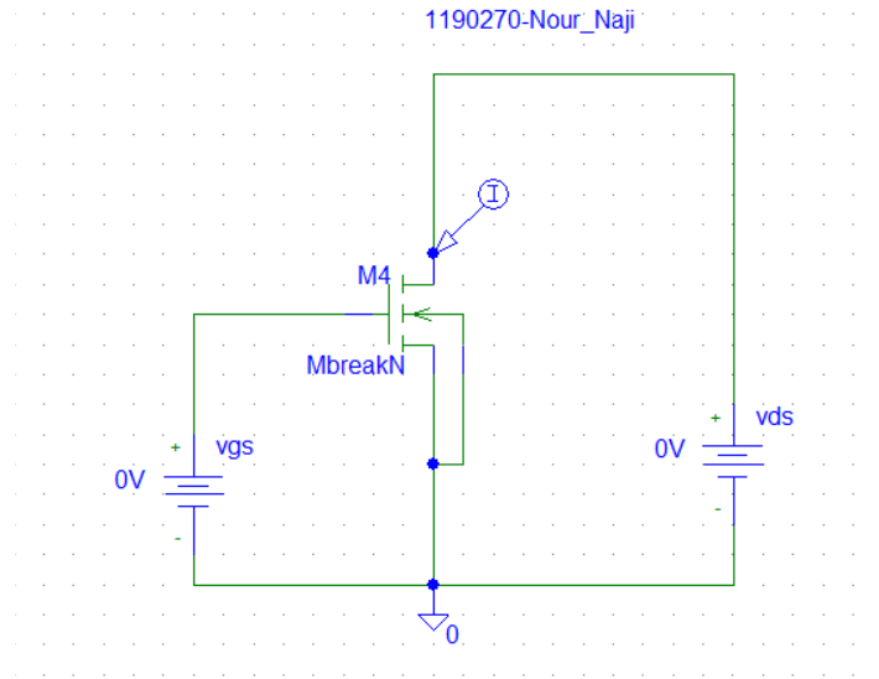 1190270-Nour_Naji
I
M4
MbreakN
+
vds
+
vgs
0V
0V
-
-
0